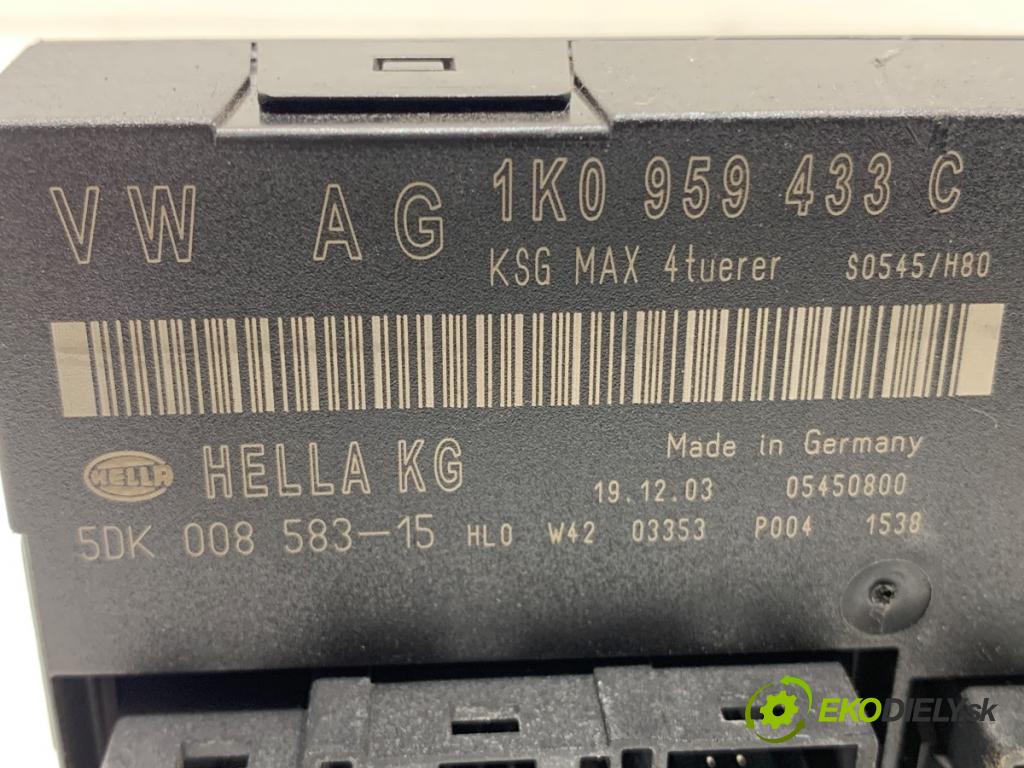 VW AG 1K0 959 433 C
KSG MAX 4tuerer S0545/H80
HELLA HELLA KG Made in Germany
19.12.03 05450800
5DK 008 583-15 HL0 W42 03353 P004 1538
EKODIELY.sk